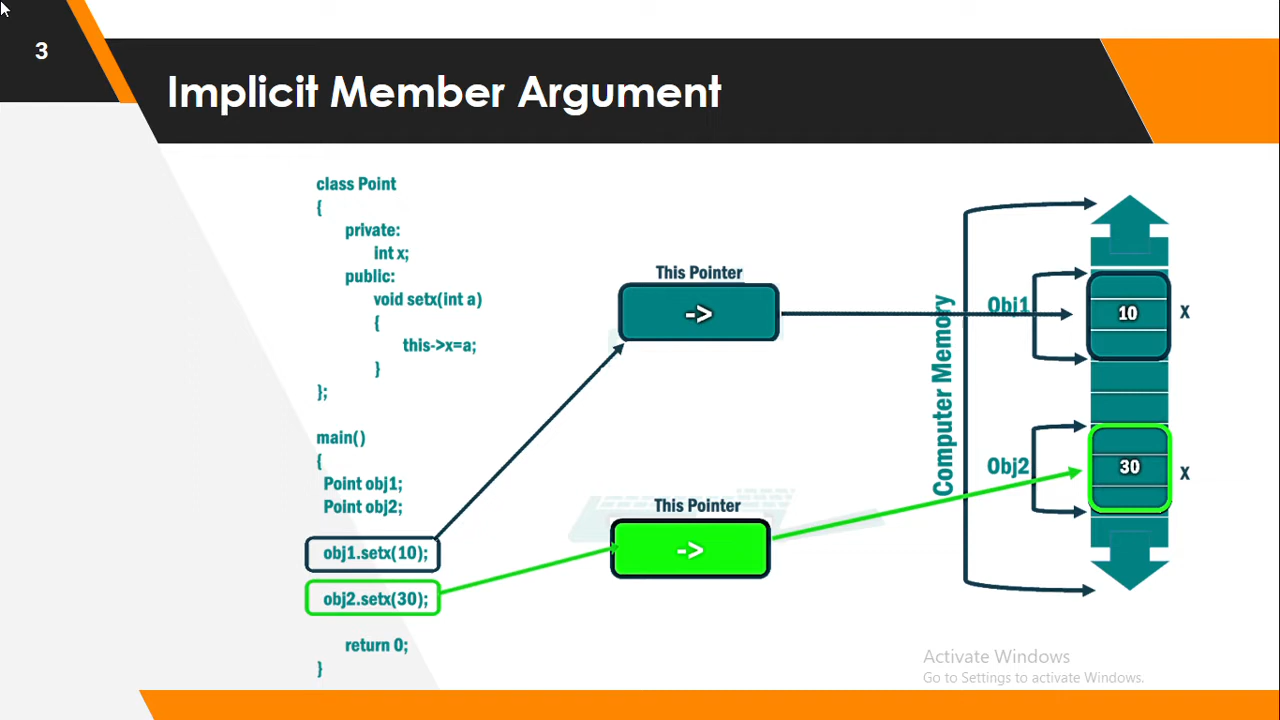 3
Implicit Member Argument
class Point
{
private:
int x;
public:
void setx(int a)
{
this->x=a;
}
};
main()
{
Point obj1;
Point obj2;
obj1.setx(10);
obj2.setx(30);
return 0;
}
This Pointer
->
This Pointer
->
Computer Memory
Obj1
10
X
Obj2
30
X
Activate Windows
Go to Settings to activate Windows.